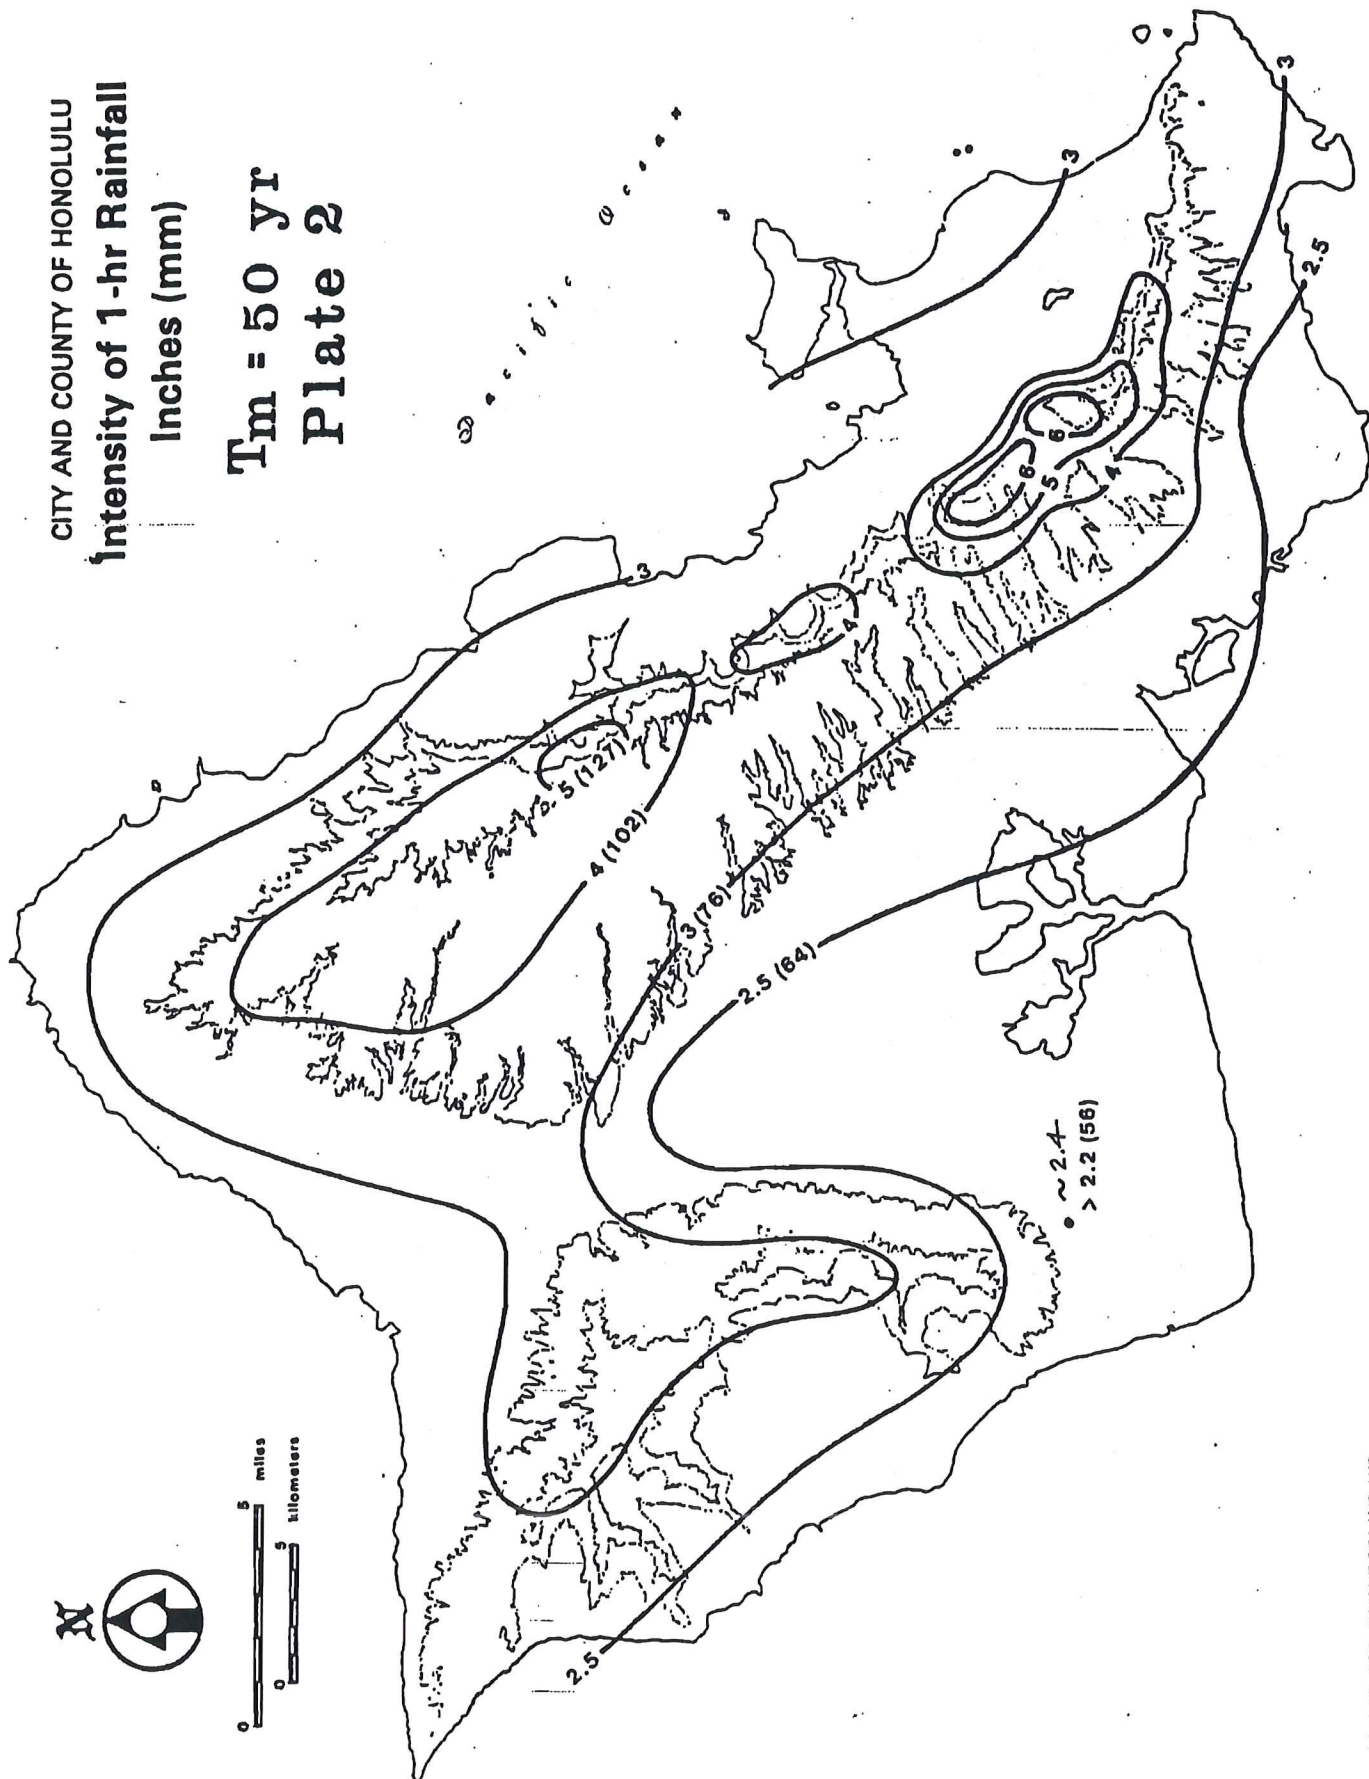 CITY AND COUNTY OF HONOLULU
Intensity of 1-hr Rainfall
Inches (mm)
Tm = 50 yr
Plate 2
N
0 5 miles
0 5 kilometers
Pacific Ocean
3
3
3
2.5
6
6
5
4
4
5 (127)
4 (102)
3 (76)
2.5 (64)
2.5
~2.4
> 2.2 (56)